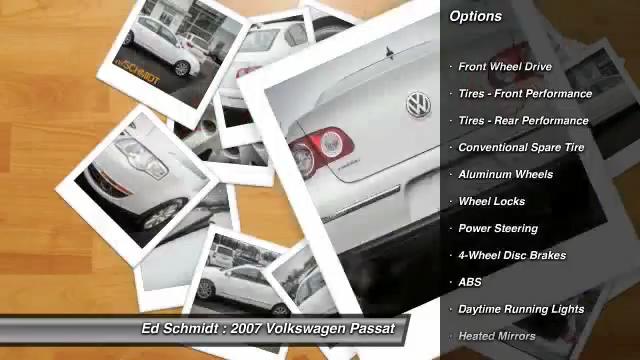 Options
· Front Wheel Drive
· Tires - Front Performance
· Tires - Rear Performance
· Conventional Spare Tire
· Aluminum Wheels
· Wheel Locks
· Power Steering
· 4-Wheel Disc Brakes
· ABS
· Daytime Running Lights
· Heated Mirrors
SCHMIDT
Ed Schmidt : 2007 Volkswagen Passat